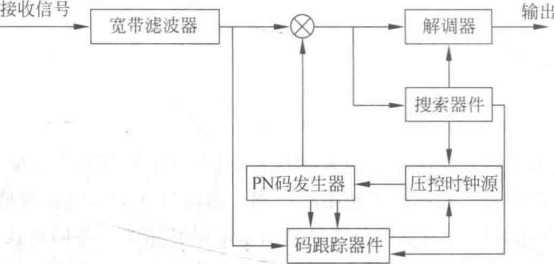 接收信号
宽带滤波器
解调器
输出
搜索器件
PN码发生器
压控时钟源
码跟踪器件